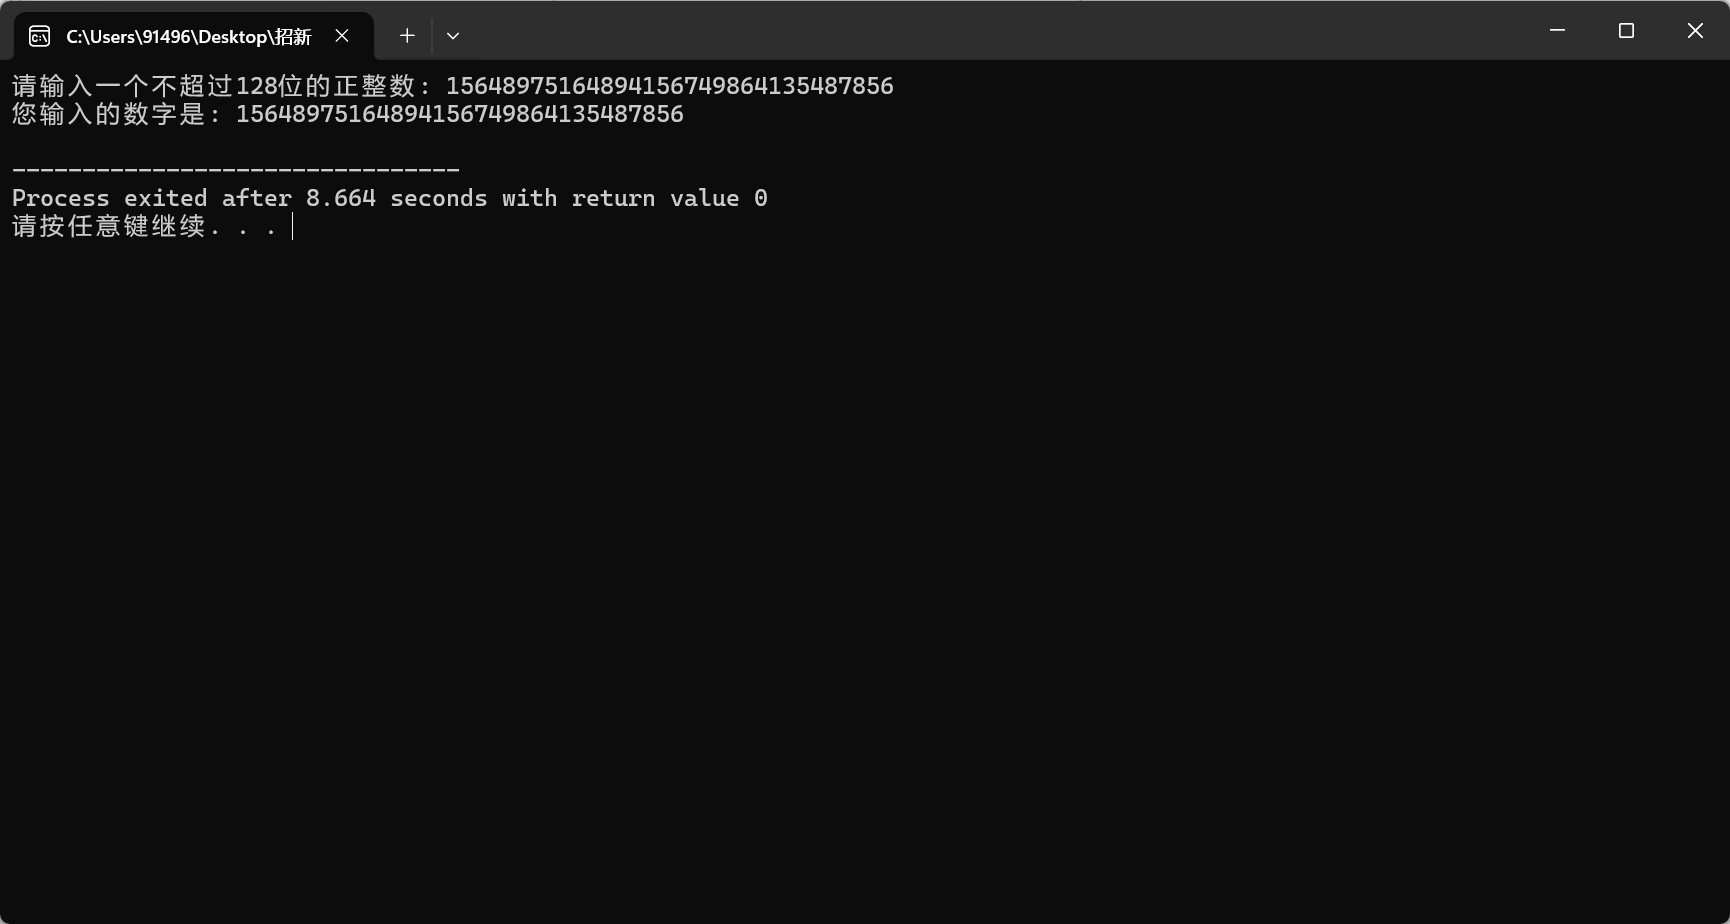 C:\Users\91496\Desktop\招新
请输入一个不超过128位的正整数: 15648975164894156749864135487856
您输入的数字是: 15648975164894156749864135487856
--------------------------------
Process exited after 8.664 seconds with return value 0
请按任意键继续. . .